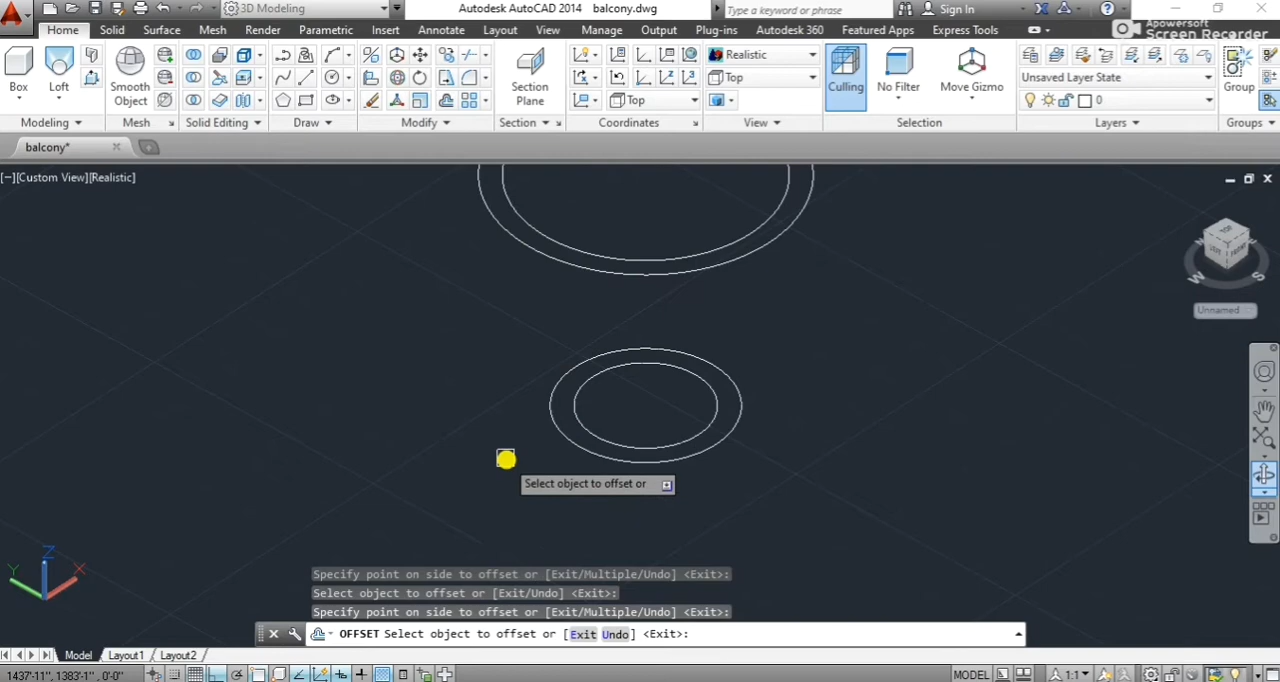 3D Modeling
Autodesk AutoCAD 2014 balcony.dwg
Type a keyword or phrase
Sign In
Apowersoft
Screen Recorder
Home Solid Surface Mesh Render Parametric Insert Annotate Layout View Manage Output Plug-ins Autodesk 360 Featured Apps Express Tools
Realistic
Unsaved Layer State
Top
Top
0
Box Loft Smooth Object Section Plane Culling No Filter Move Gizmo Group
Modeling Mesh Solid Editing Draw Modify Section Coordinates View Selection Layers Groups
balcony*
[−][Custom View][Realistic]
TOP
LEFT FRONT
W S
Unnamed
Select object to offset or
Z
Y X
Specify point on side to offset or [Exit/Multiple/Undo] <Exit>:
Select object to offset or [Exit/Undo] <Exit>:
Specify point on side to offset or [Exit/Multiple/Undo] <Exit>:
OFFSET Select object to offset or [Exit Undo] <Exit>:
Model Layout1 Layout2
1437'-11", 1383'-1", 0'-0"
MODEL
1:1